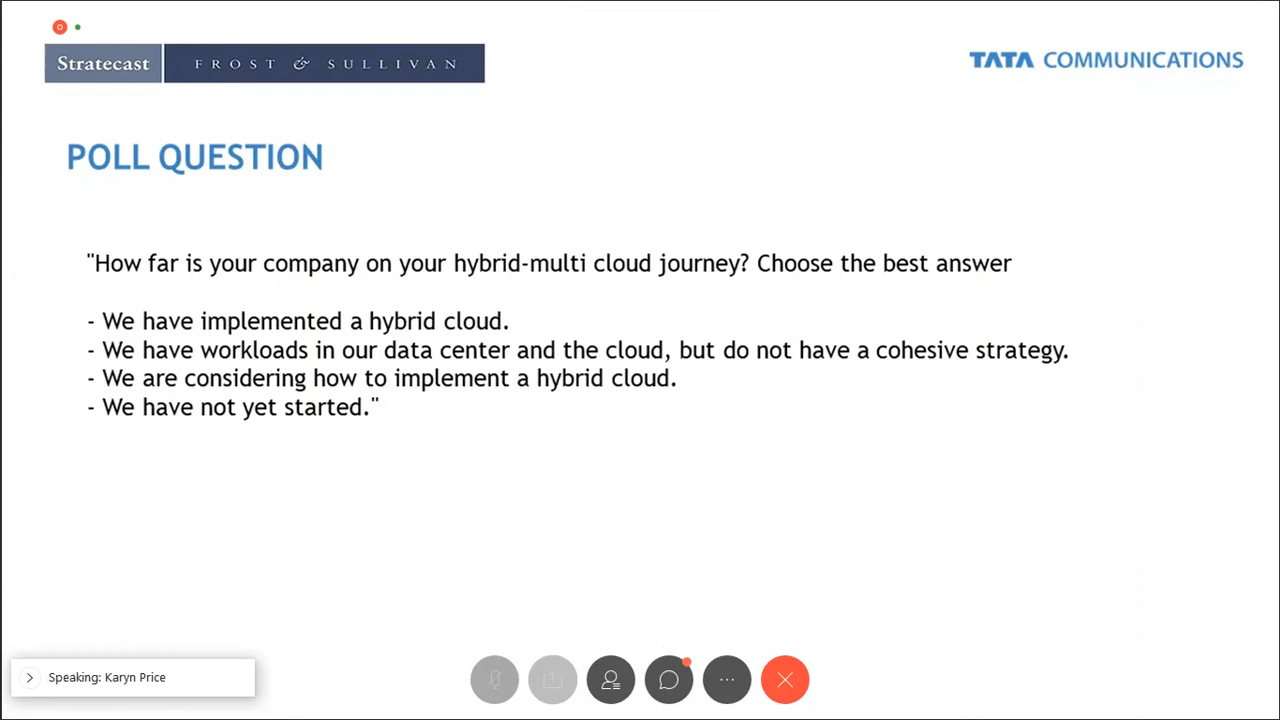 Stratecast FROST & SULLIVAN
TATA COMMUNICATIONS
POLL QUESTION
"How far is your company on your hybrid-multi cloud journey? Choose the best answer
- We have implemented a hybrid cloud.
- We have workloads in our data center and the cloud, but do not have a cohesive strategy.
- We are considering how to implement a hybrid cloud.
- We have not yet started."
Speaking: Karyn Price